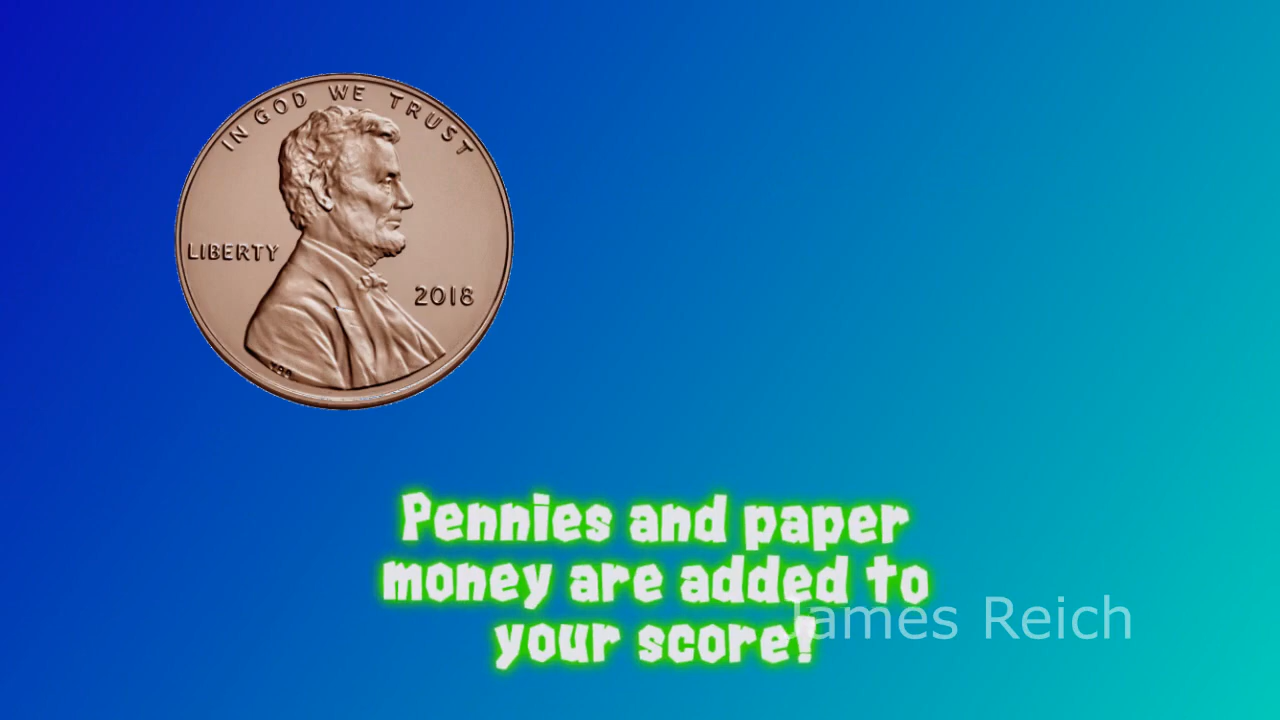 IN GOD WE TRUST
LIBERTY
2018
Pennies and paper
money are added to
your score!
James Reich